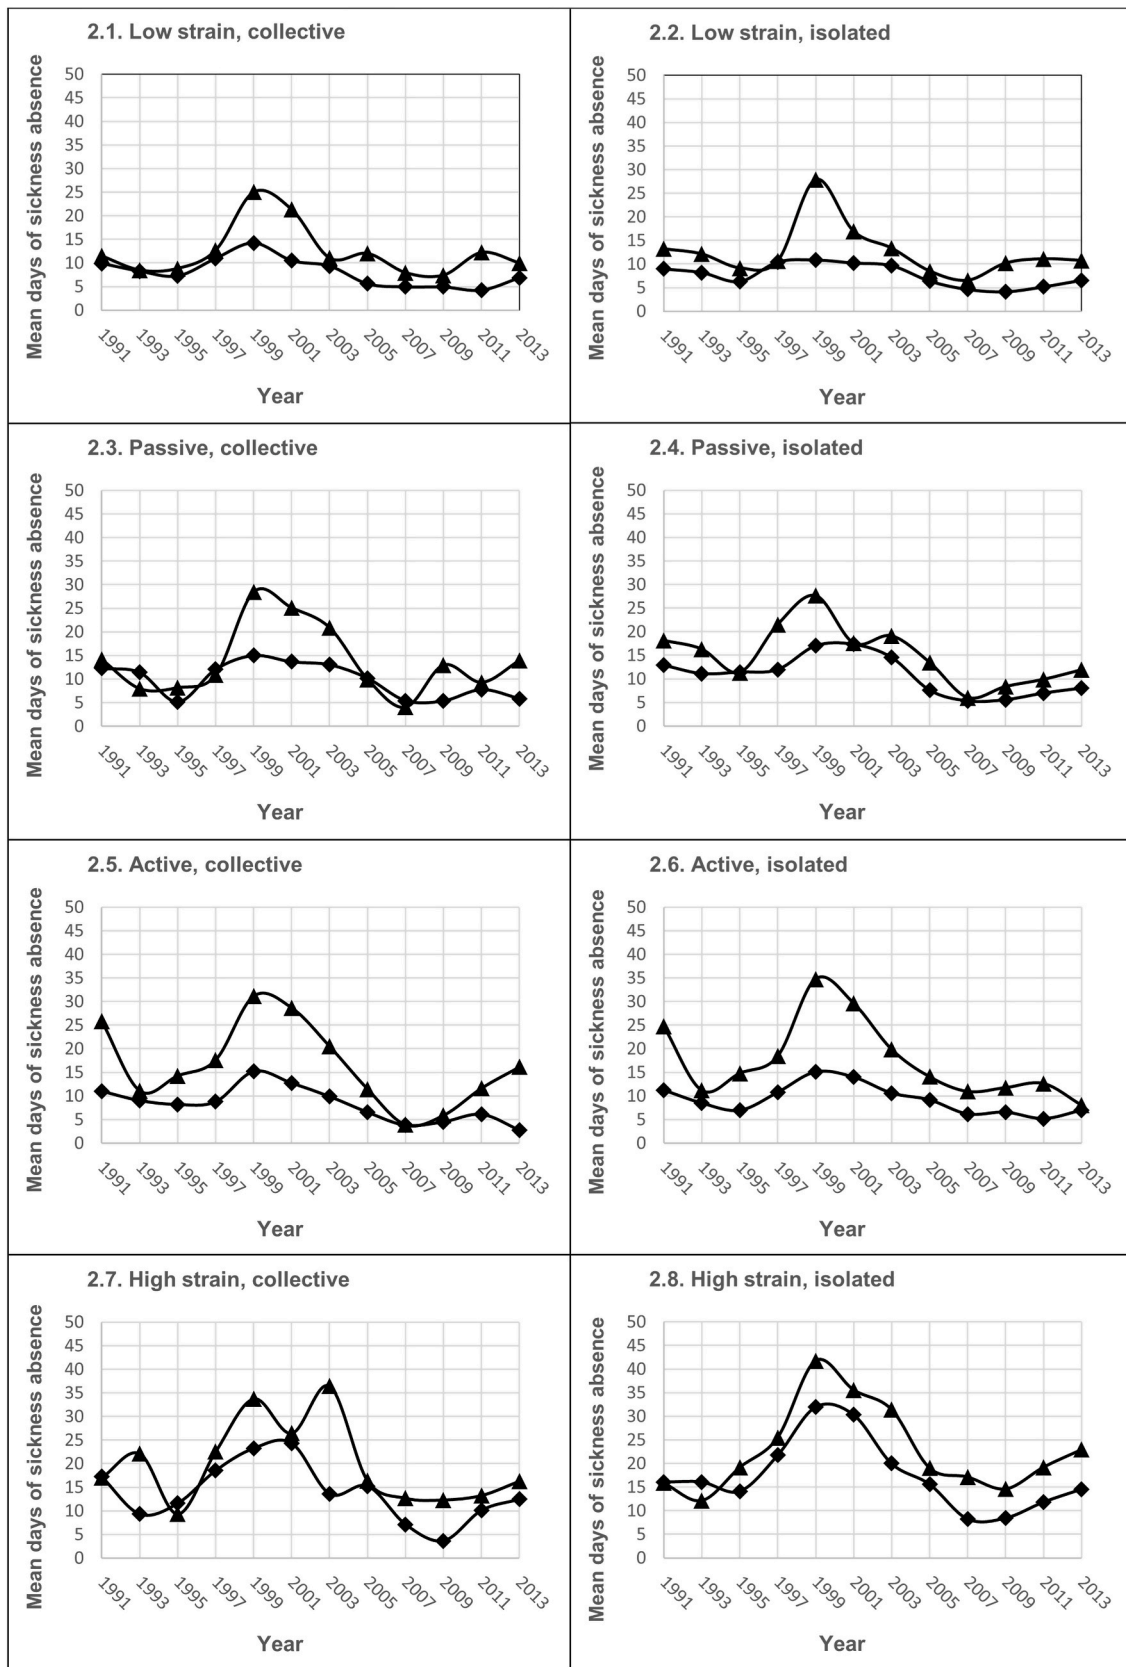 2.1. Low strain, collective
Mean days of sickness absence
50
45
40
35
30
25
20
15
10
5
0
1991 1993 1995 1997 1999 2001 2003 2005 2007 2009 2011 2013
Year
2.2. Low strain, isolated
Mean days of sickness absence
50
45
40
35
30
25
20
15
10
5
0
1991 1993 1995 1997 1999 2001 2003 2005 2007 2009 2011 2013
Year
2.3. Passive, collective
Mean days of sickness absence
50
45
40
35
30
25
20
15
10
5
0
1991 1993 1995 1997 1999 2001 2003 2005 2007 2009 2011 2013
Year
2.4. Passive, isolated
Mean days of sickness absence
50
45
40
35
30
25
20
15
10
5
0
1991 1993 1995 1997 1999 2001 2003 2005 2007 2009 2011 2013
Year
2.5. Active, collective
Mean days of sickness absence
50
45
40
35
30
25
20
15
10
5
0
1991 1993 1995 1997 1999 2001 2003 2005 2007 2009 2011 2013
Year
2.6. Active, isolated
Mean days of sickness absence
50
45
40
35
30
25
20
15
10
5
0
1991 1993 1995 1997 1999 2001 2003 2005 2007 2009 2011 2013
Year
2.7. High strain, collective
Mean days of sickness absence
50
45
40
35
30
25
20
15
10
5
0
1991 1993 1995 1997 1999 2001 2003 2005 2007 2009 2011 2013
Year
2.8. High strain, isolated
Mean days of sickness absence
50
45
40
35
30
25
20
15
10
5
0
1991 1993 1995 1997 1999 2001 2003 2005 2007 2009 2011 2013
Year